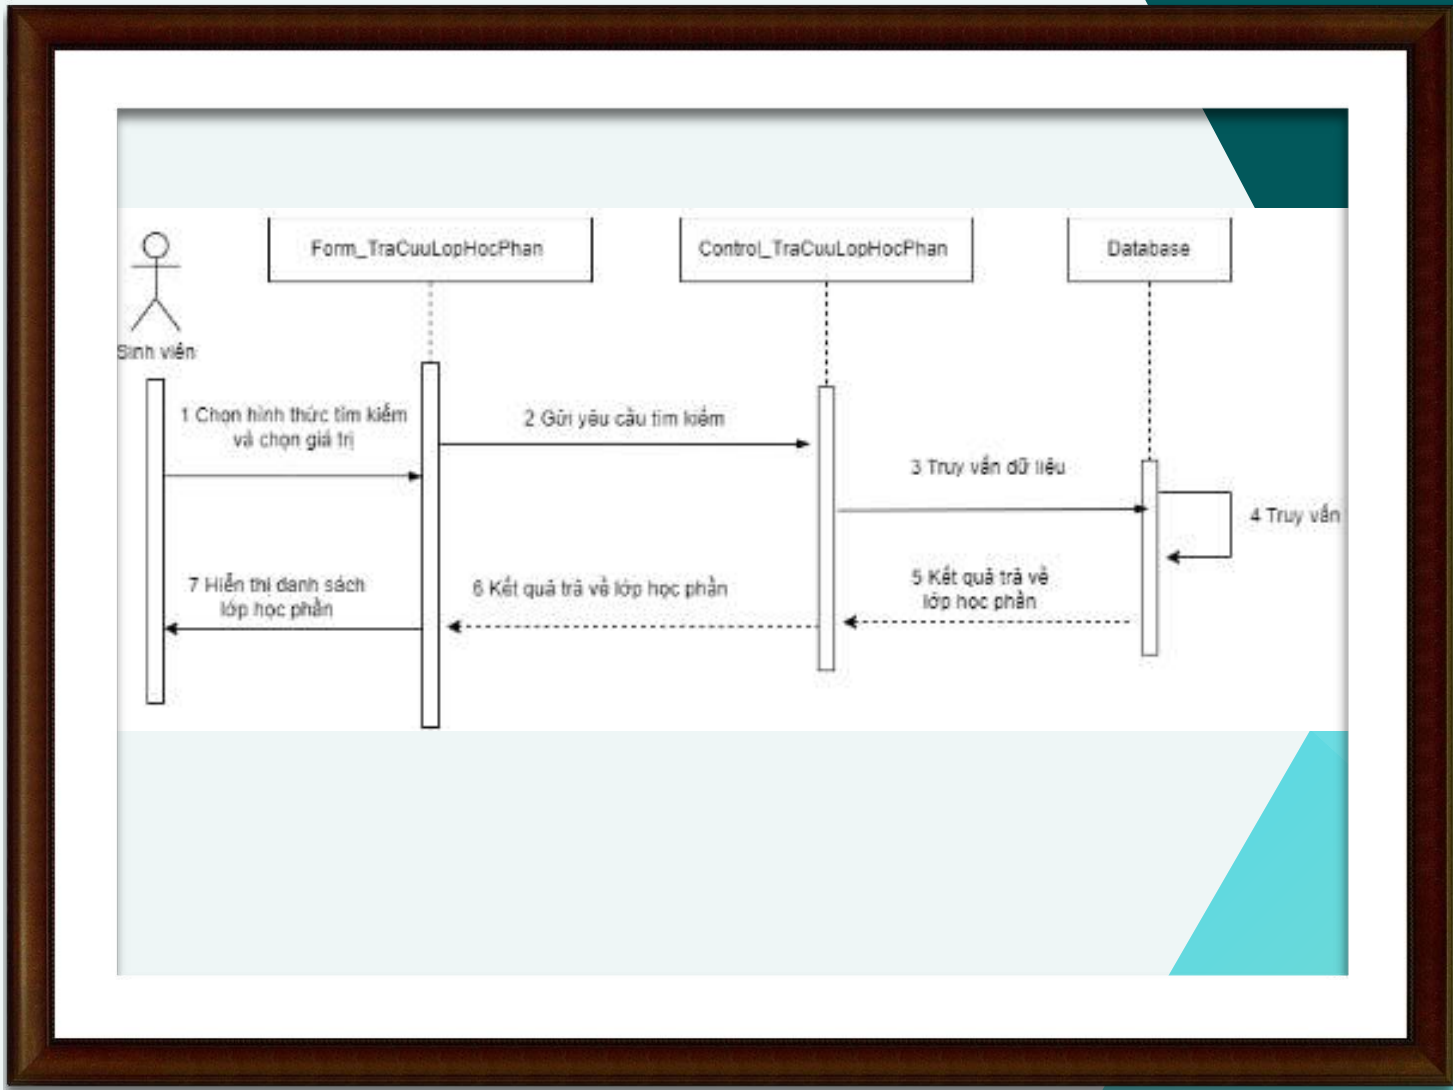 Form_TraCuuLopHocPhan
Control_TraCuuLopHocPhan
Database
Sinh viên
1 Chọn hình thức tìm kiếm
và chọn giá trị
2 Gửi yêu cầu tìm kiếm
3 Truy vấn dữ liệu
4 Truy vấn
5 Kết quả trả về
lớp học phần
6 Kết quả trả về lớp học phần
7 Hiển thị danh sách
lớp học phần